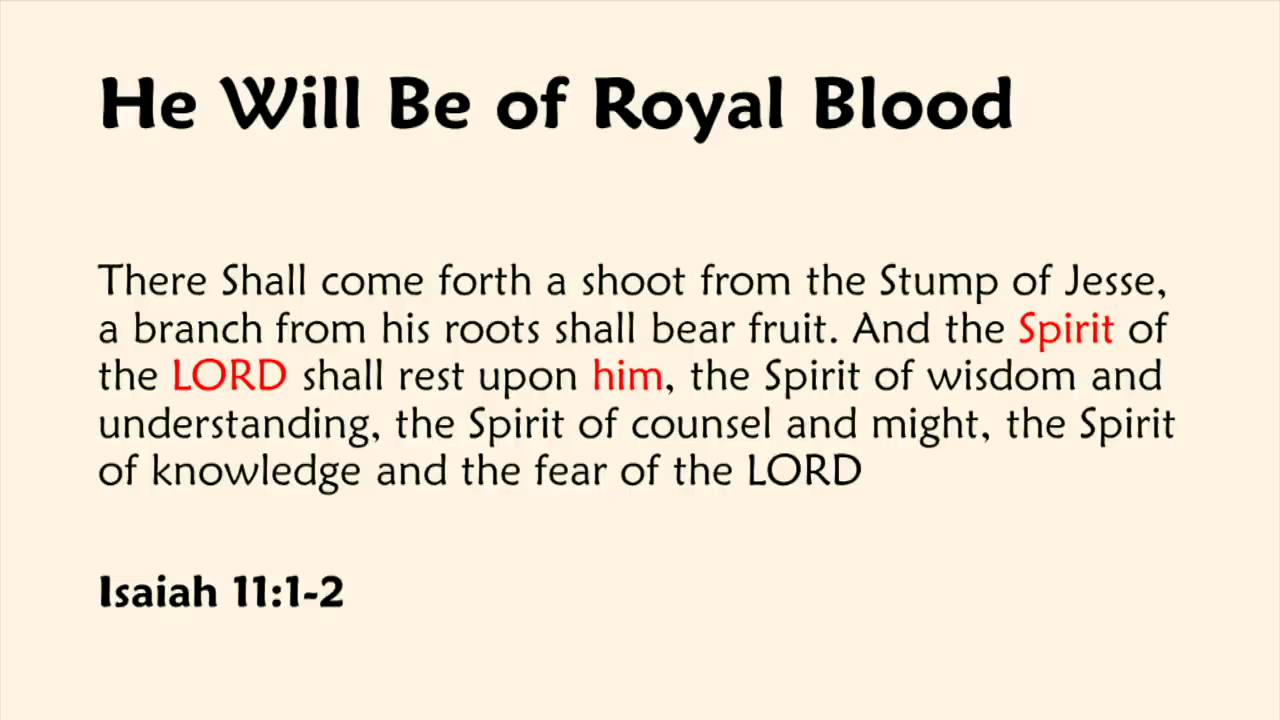 He Will Be of Royal Blood
There Shall come forth a shoot from the Stump of Jesse,
a branch from his roots shall bear fruit. And the Spirit of
the LORD shall rest upon him, the Spirit of wisdom and
understanding, the Spirit of counsel and might, the Spirit
of knowledge and the fear of the LORD
Isaiah 11:1-2